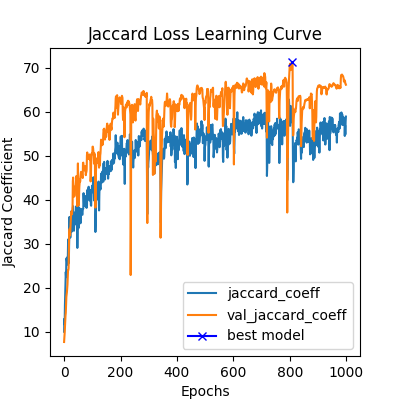 Jaccard Loss Learning Curve
Jaccard Coefficient
70
60
50
40
30
20
10
jaccard_coeff
val_jaccard_coeff
best model
0
200
400
600
800
1000
Epochs